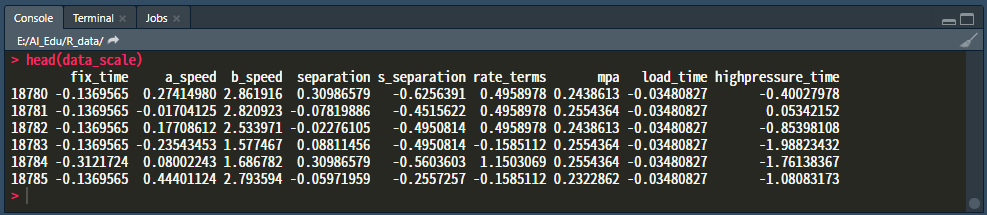 Console Terminal Jobs
E:/AI_Edu/R_data/
> head(data_scale)
fix_time a_speed b_speed separation s_separation rate_terms mpa load_time highpressure_time
18780 -0.1369565 0.27414980 2.861916 0.30986579 -0.6256391 0.4958978 0.2438613 -0.03480827 -0.40027978
18781 -0.1369565 -0.01704125 2.820923 -0.07819886 -0.4515622 0.4958978 0.2554364 -0.03480827 0.05342152
18782 -0.1369565 0.17708612 2.533971 -0.02276105 -0.4950814 0.4958978 0.2438613 -0.03480827 -0.85398108
18783 -0.1369565 -0.23543453 1.577467 0.08811456 -0.4950814 -0.1585112 0.2554364 -0.03480827 -1.98823432
18784 -0.3121724 0.08002243 1.686782 0.30986579 -0.5603603 1.1503069 0.2554364 -0.03480827 -1.76138367
18785 -0.1369565 0.44401124 2.793594 -0.05971959 -0.2557257 -0.1585112 0.2322862 -0.03480827 -1.08083173
>